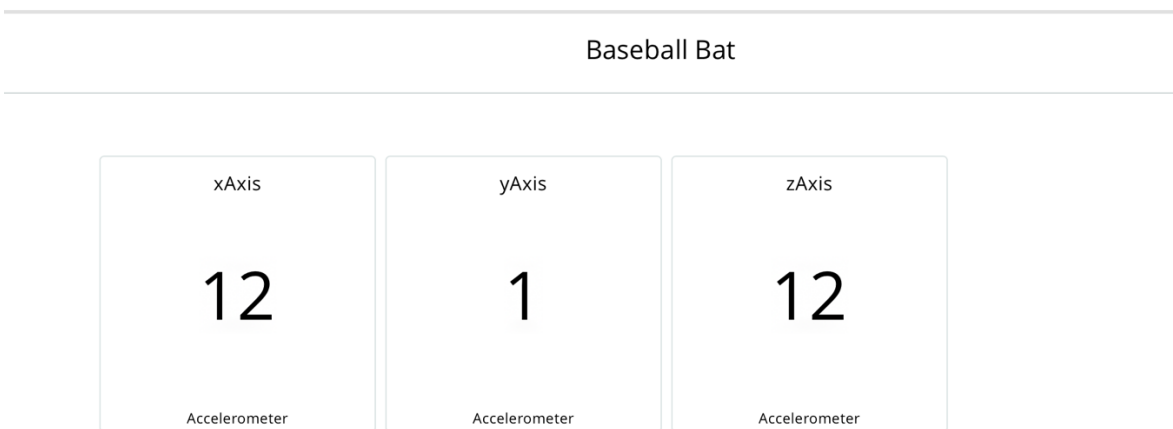 Baseball Bat
xAxis
yAxis
zAxis
12
1
12
Accelerometer
Accelerometer
Accelerometer